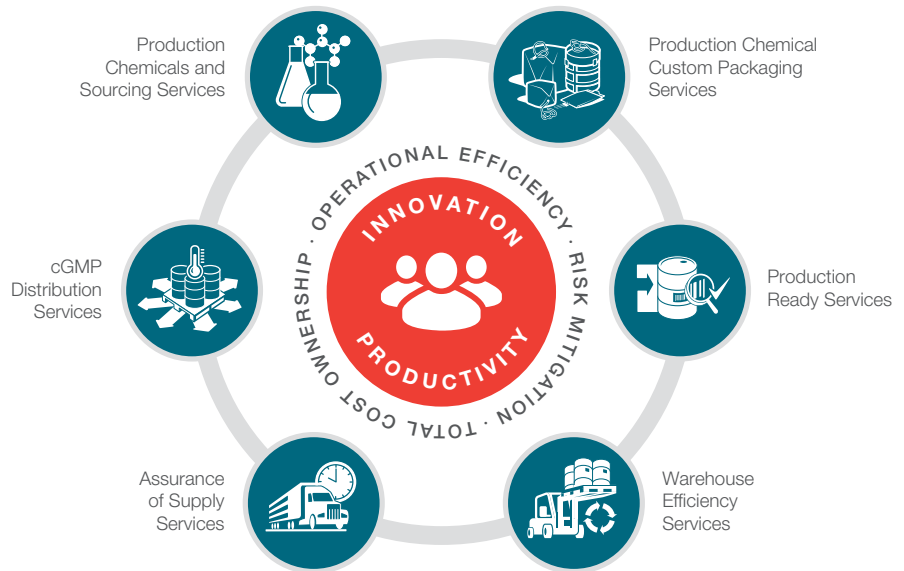 Production
Chemicals and
Sourcing Services
Production Chemical
Custom Packaging
Services
OPERATIONAL EFFICIENCY · RISK MITIGATION · TOTAL COST OWNERSHIP ·
INNOVATION
PRODUCTIVITY
cGMP
Distribution
Services
Production
Ready Services
Assurance
of Supply
Services
Warehouse
Efficiency
Services